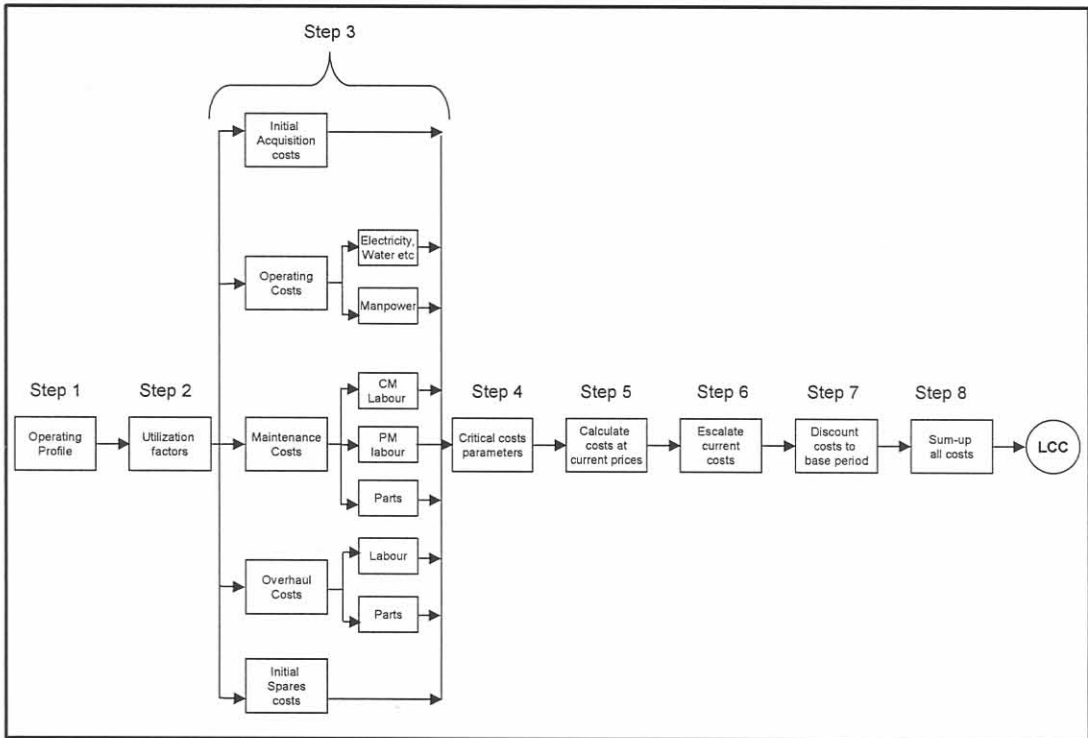 Step 3
Initial
Acquisition
costs
Electricity,
Water etc
Operating
Costs
Manpower
Step 1
Operating
Profile
Step 2
Utilization
factors
Maintenance
Costs
CM
Labour
PM
labour
Parts
Overhaul
Costs
Labour
Parts
Initial
Spares
costs
Step 4
Critical costs
parameters
Step 5
Calculate
costs at
current prices
Step 6
Escalate
current
costs
Step 7
Discount
costs to
base period
Step 8
Sum-up
all costs
LCC